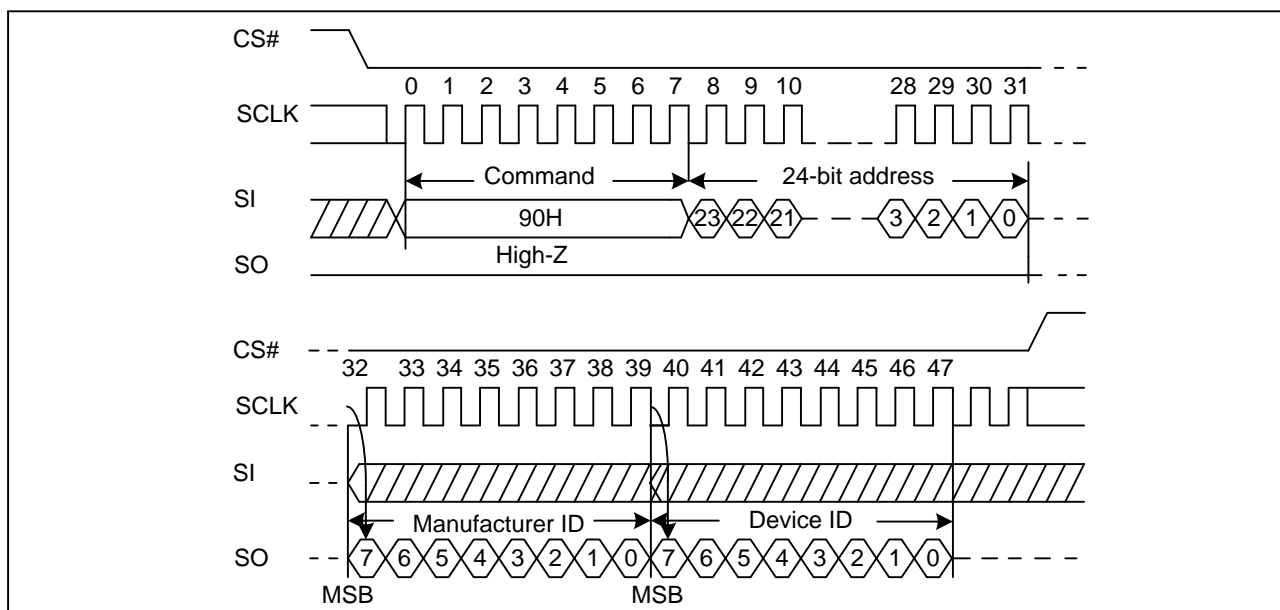 CS#
0 1 2 3 4 5 6 7 8 9 10 28 29 30 31
SCLK
Command 24-bit address
SI
90H 23 22 21 3 2 1 0
High-Z
SO
CS#
32 33 34 35 36 37 38 39 40 41 42 43 44 45 46 47
SCLK
SI
Manufacturer ID Device ID
SO 7 6 5 4 3 2 1 0 7 6 5 4 3 2 1 0
MSB MSB